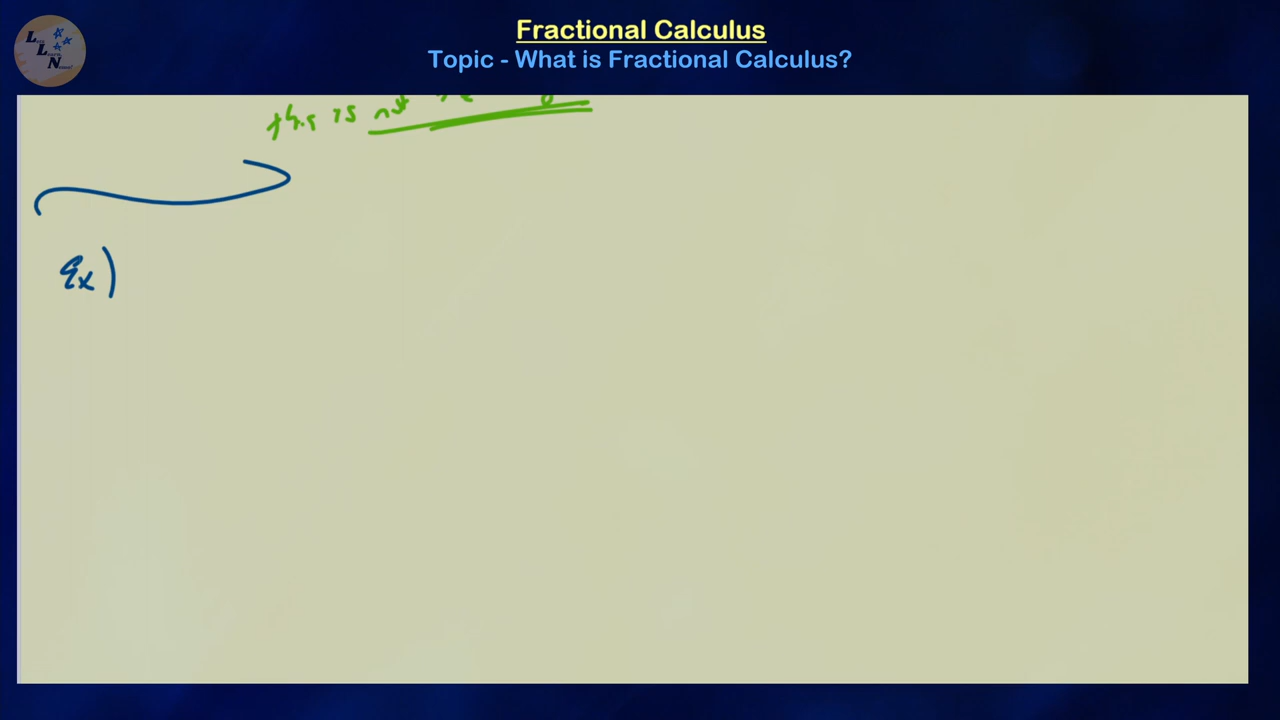 Fractional Calculus
Topic - What is Fractional Calculus?
L L N
this is not
Ex)